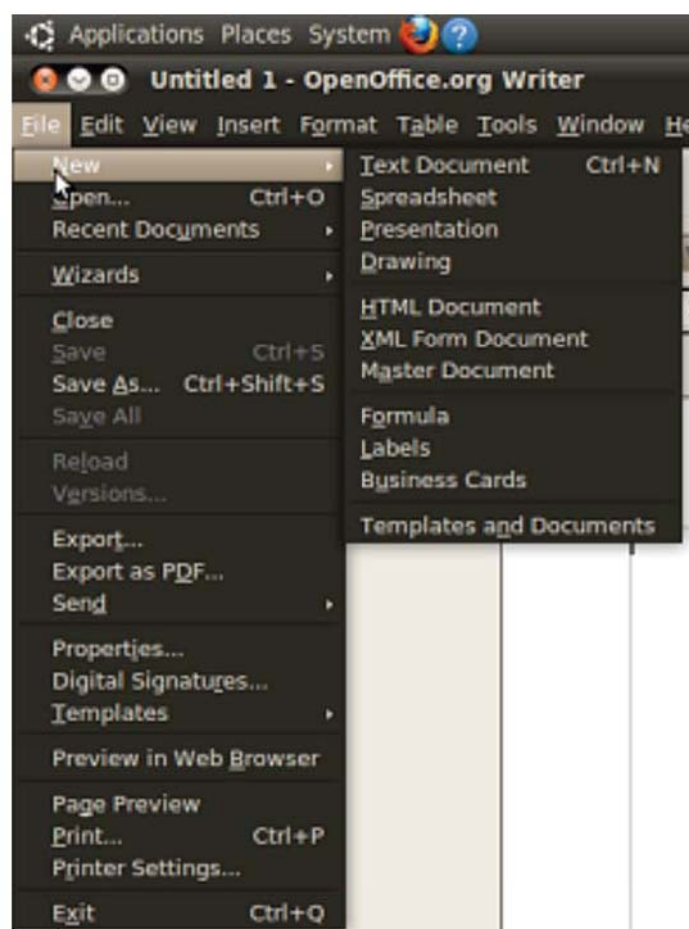 Applications Places System
Untitled 1 - OpenOffice.org Writer
File Edit View Insert Format Table Tools Window He
New
Open... Ctrl+O
Recent Documents
Wizards
Close
Save Ctrl+S
Save As... Ctrl+Shift+S
Save All
Reload
Versions...
Export...
Export as PDF...
Send
Properties...
Digital Signatures...
Templates
Preview in Web Browser
Page Preview
Print... Ctrl+P
Printer Settings...
Exit Ctrl+Q
Text Document Ctrl+N
Spreadsheet
Presentation
Drawing
HTML Document
XML Form Document
Master Document
Formula
Labels
Business Cards
Templates and Documents